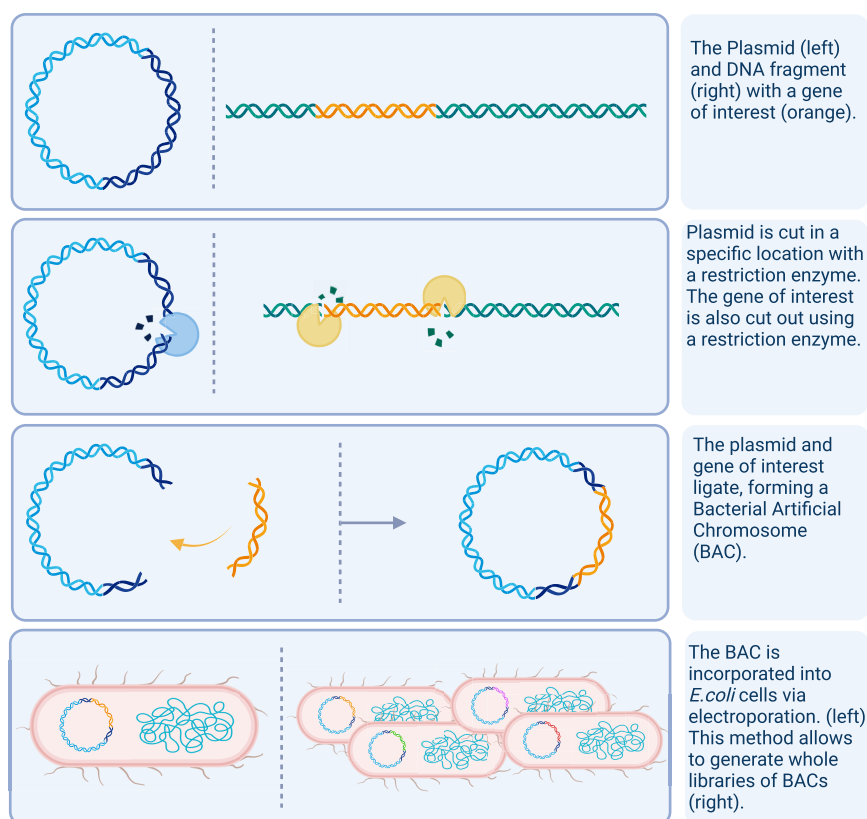 The Plasmid (left)
and DNA fragment
(right) with a gene
of interest (orange).
Plasmid is cut in a
specific location with
a restriction enzyme.
The gene of interest
is also cut out using
a restriction enzyme.
The plasmid and
gene of interest
ligate, forming a
Bacterial Artificial
Chromosome
(BAC).
The BAC is
incorporated into
E.coli cells via
electroporation. (left)
This method allows
to generate whole
libraries of BACs
(right).